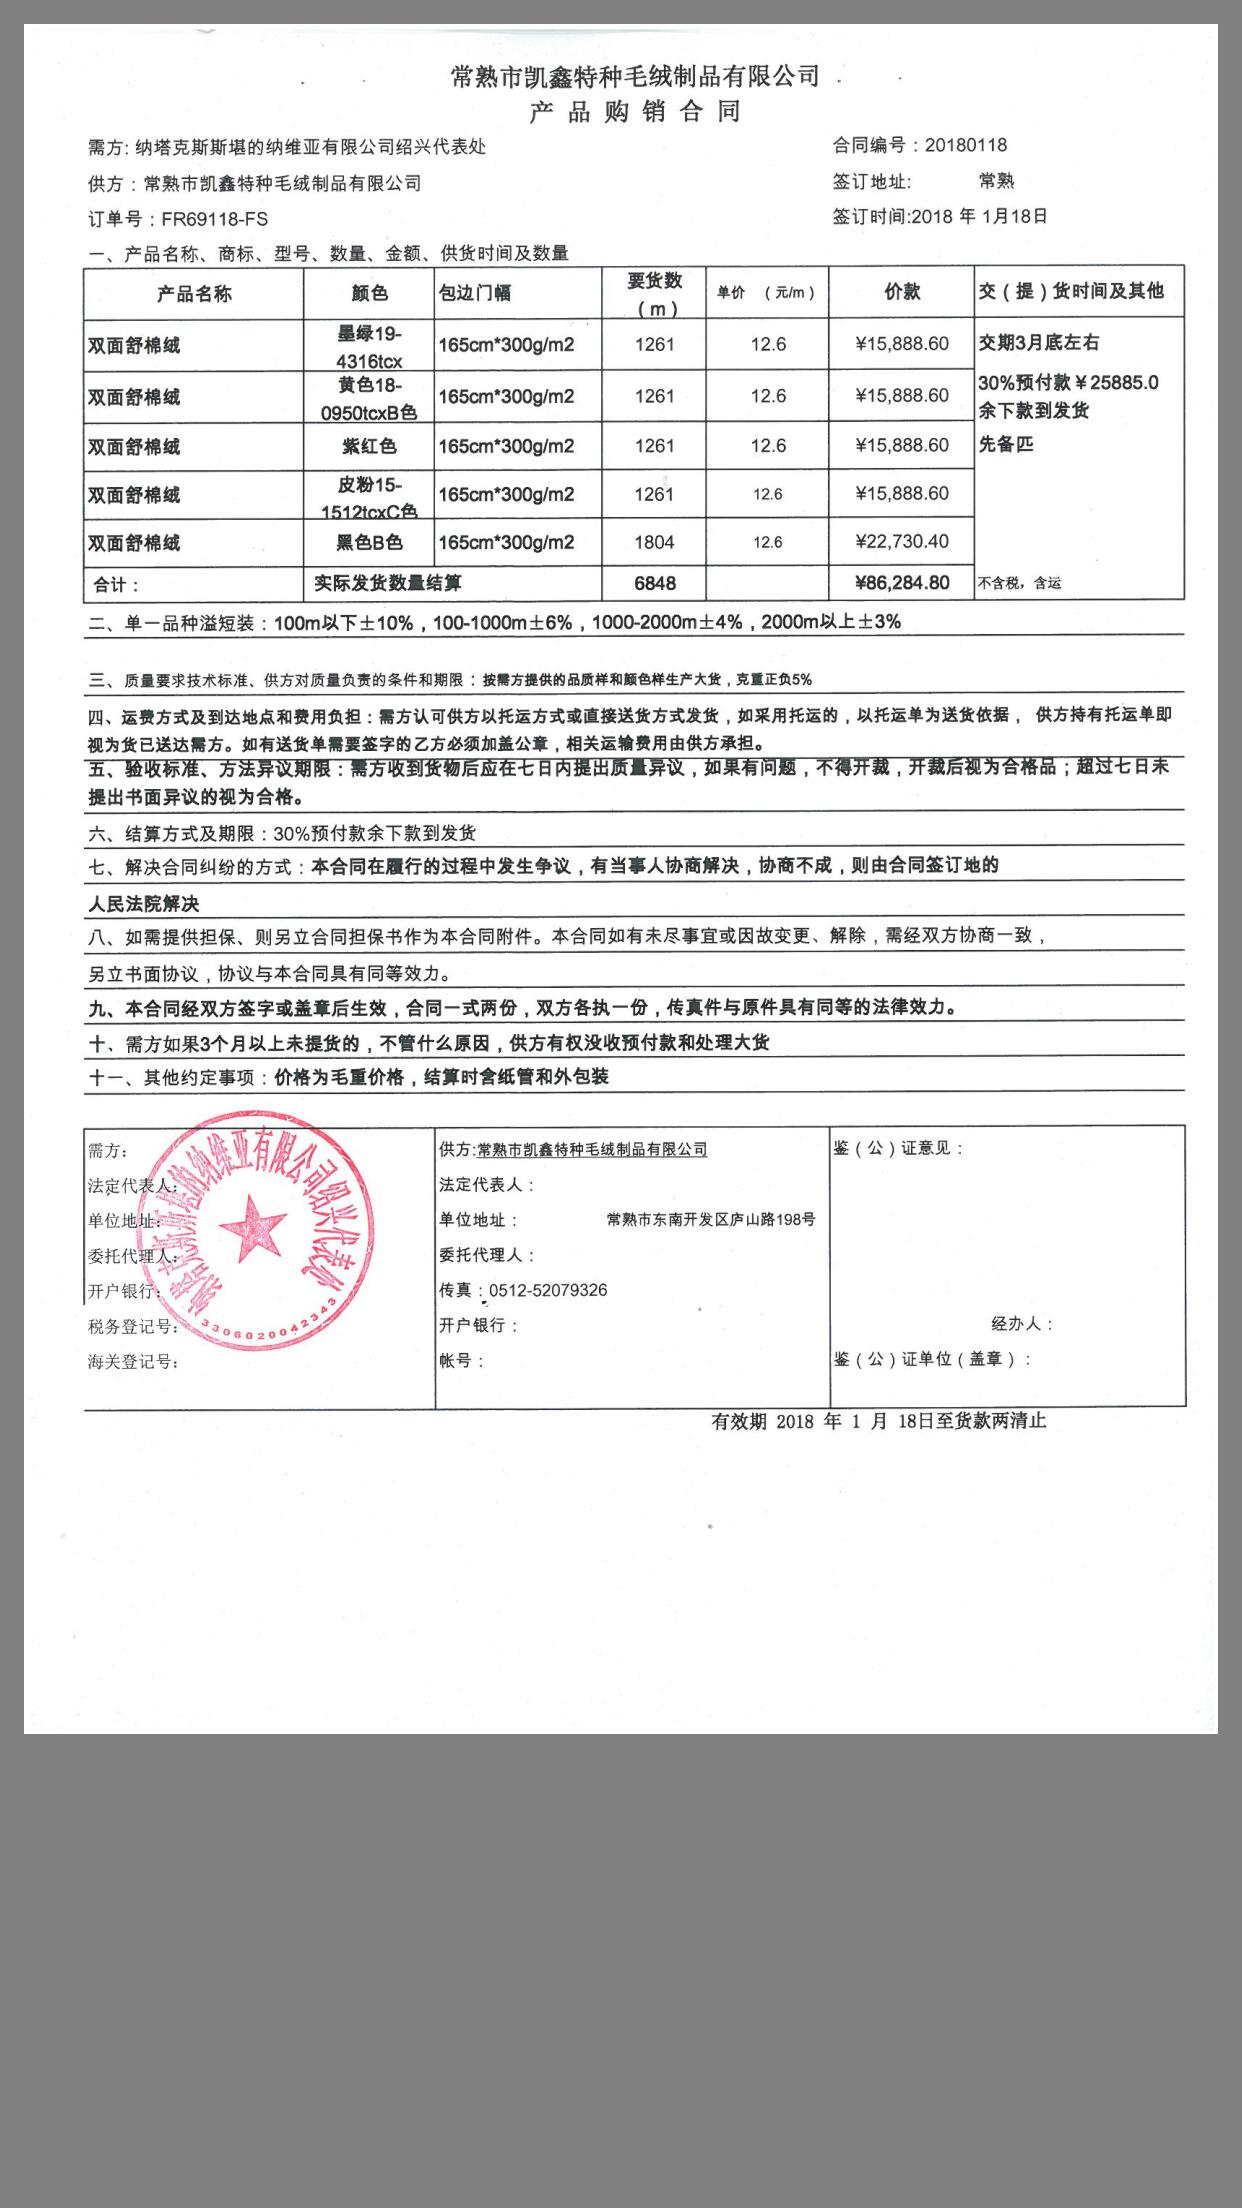 常熟市凯鑫特种毛绒制品有限公司
产 品 购 销 合 同
需方: 纳塔克斯斯堪的纳维亚有限公司绍兴代表处
合同编号：20180118
供方：常熟市凯鑫特种毛绒制品有限公司
签订地址: 常熟
订单号：FR69118-FS
签订时间:2018 年 1月18日
一、产品名称、商标、型号、数量、金额、供货时间及数量
产品名称 颜色 包边门幅 要货数（m） 单价 （元/m） 价款 交（提）货时间及其他
双面舒棉绒 墨绿19-4316tcx 165cm*300g/m2 1261 12.6 ¥15,888.60 交期3月底左右
双面舒棉绒 黄色18-0950tcxB色 165cm*300g/m2 1261 12.6 ¥15,888.60 30%预付款￥25885.0
余下款到发货
双面舒棉绒 紫红色 165cm*300g/m2 1261 12.6 ¥15,888.60 先备匹
双面舒棉绒 皮粉15-1512tcxC色 165cm*300g/m2 1261 12.6 ¥15,888.60
双面舒棉绒 黑色B色 165cm*300g/m2 1804 12.6 ¥22,730.40
合计： 实际发货数量结算 6848 ¥86,284.80 不含税，含运
二、单一品种溢短装：100m以下±10%，100-1000m±6%，1000-2000m±4%，2000m以上±3%
三、质量要求技术标准、供方对质量负责的条件和期限：按需方提供的品质样和颜色样生产大货，克重正负5%
四、运费方式及到达地点和费用负担：需方认可供方以托运方式或直接送货方式发货，如采用托运的，以托运单为送货依据， 供方持有托运单即
视为货已送达需方。如有送货单需要签字的乙方必须加盖公章，相关运输费用由供方承担。
五、验收标准、方法异议期限：需方收到货物后应在七日内提出质量异议，如果有问题，不得开裁，开裁后视为合格品；超过七日未
提出书面异议的视为合格。
六、结算方式及期限：30%预付款余下款到发货
七、解决合同纠纷的方式：本合同在履行的过程中发生争议，有当事人协商解决，协商不成，则由合同签订地的
人民法院解决
八、如需提供担保、则另立合同担保书作为本合同附件。本合同如有未尽事宜或因故变更、解除，需经双方协商一致，
另立书面协议，协议与本合同具有同等效力。
九、本合同经双方签字或盖章后生效，合同一式两份，双方各执一份，传真件与原件具有同等的法律效力。
十、需方如果3个月以上未提货的，不管什么原因，供方有权没收预付款和处理大货
十一、其他约定事项：价格为毛重价格，结算时含纸管和外包装
需方:
法定代表人:
单位地址:
委托代理人:
开户银行:
税务登记号:
海关登记号:
纳塔克斯斯堪的纳维亚有限公司绍兴代表处
3306020042343
供方:常熟市凯鑫特种毛绒制品有限公司
法定代表人：
单位地址： 常熟市东南开发区庐山路198号
委托代理人：
传真：0512-52079326
开户银行：
帐号：
鉴（公）证意见：
经办人：
鉴（公）证单位（盖章）：
有效期 2018 年 1 月 18日至货款两清止